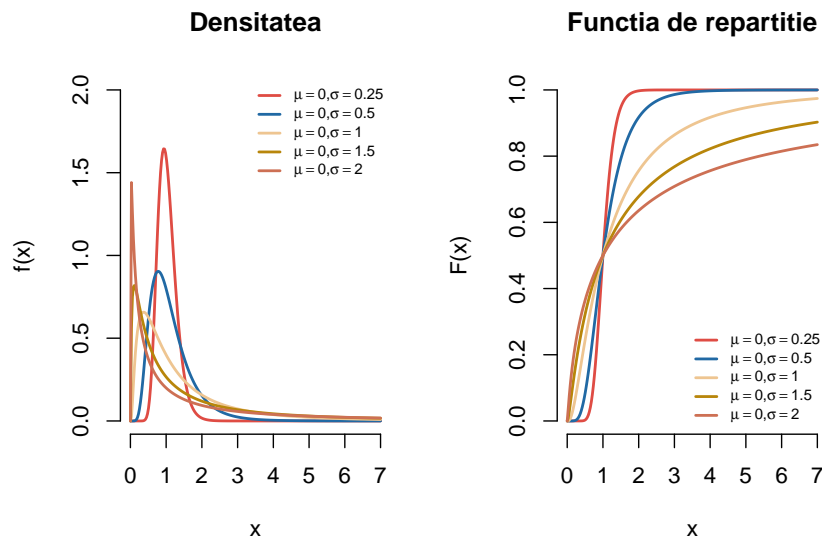 Densitatea
f(x)
2.0
1.5
1.0
0.5
0.0
μ = 0,σ = 0.25
μ = 0,σ = 0.5
μ = 0,σ = 1
μ = 0,σ = 1.5
μ = 0,σ = 2
0 1 2 3 4 5 6 7
x
Functia de repartitie
F(x)
1.0
0.8
0.6
0.4
0.2
0.0
μ = 0,σ = 0.25
μ = 0,σ = 0.5
μ = 0,σ = 1
μ = 0,σ = 1.5
μ = 0,σ = 2
0 1 2 3 4 5 6 7
x